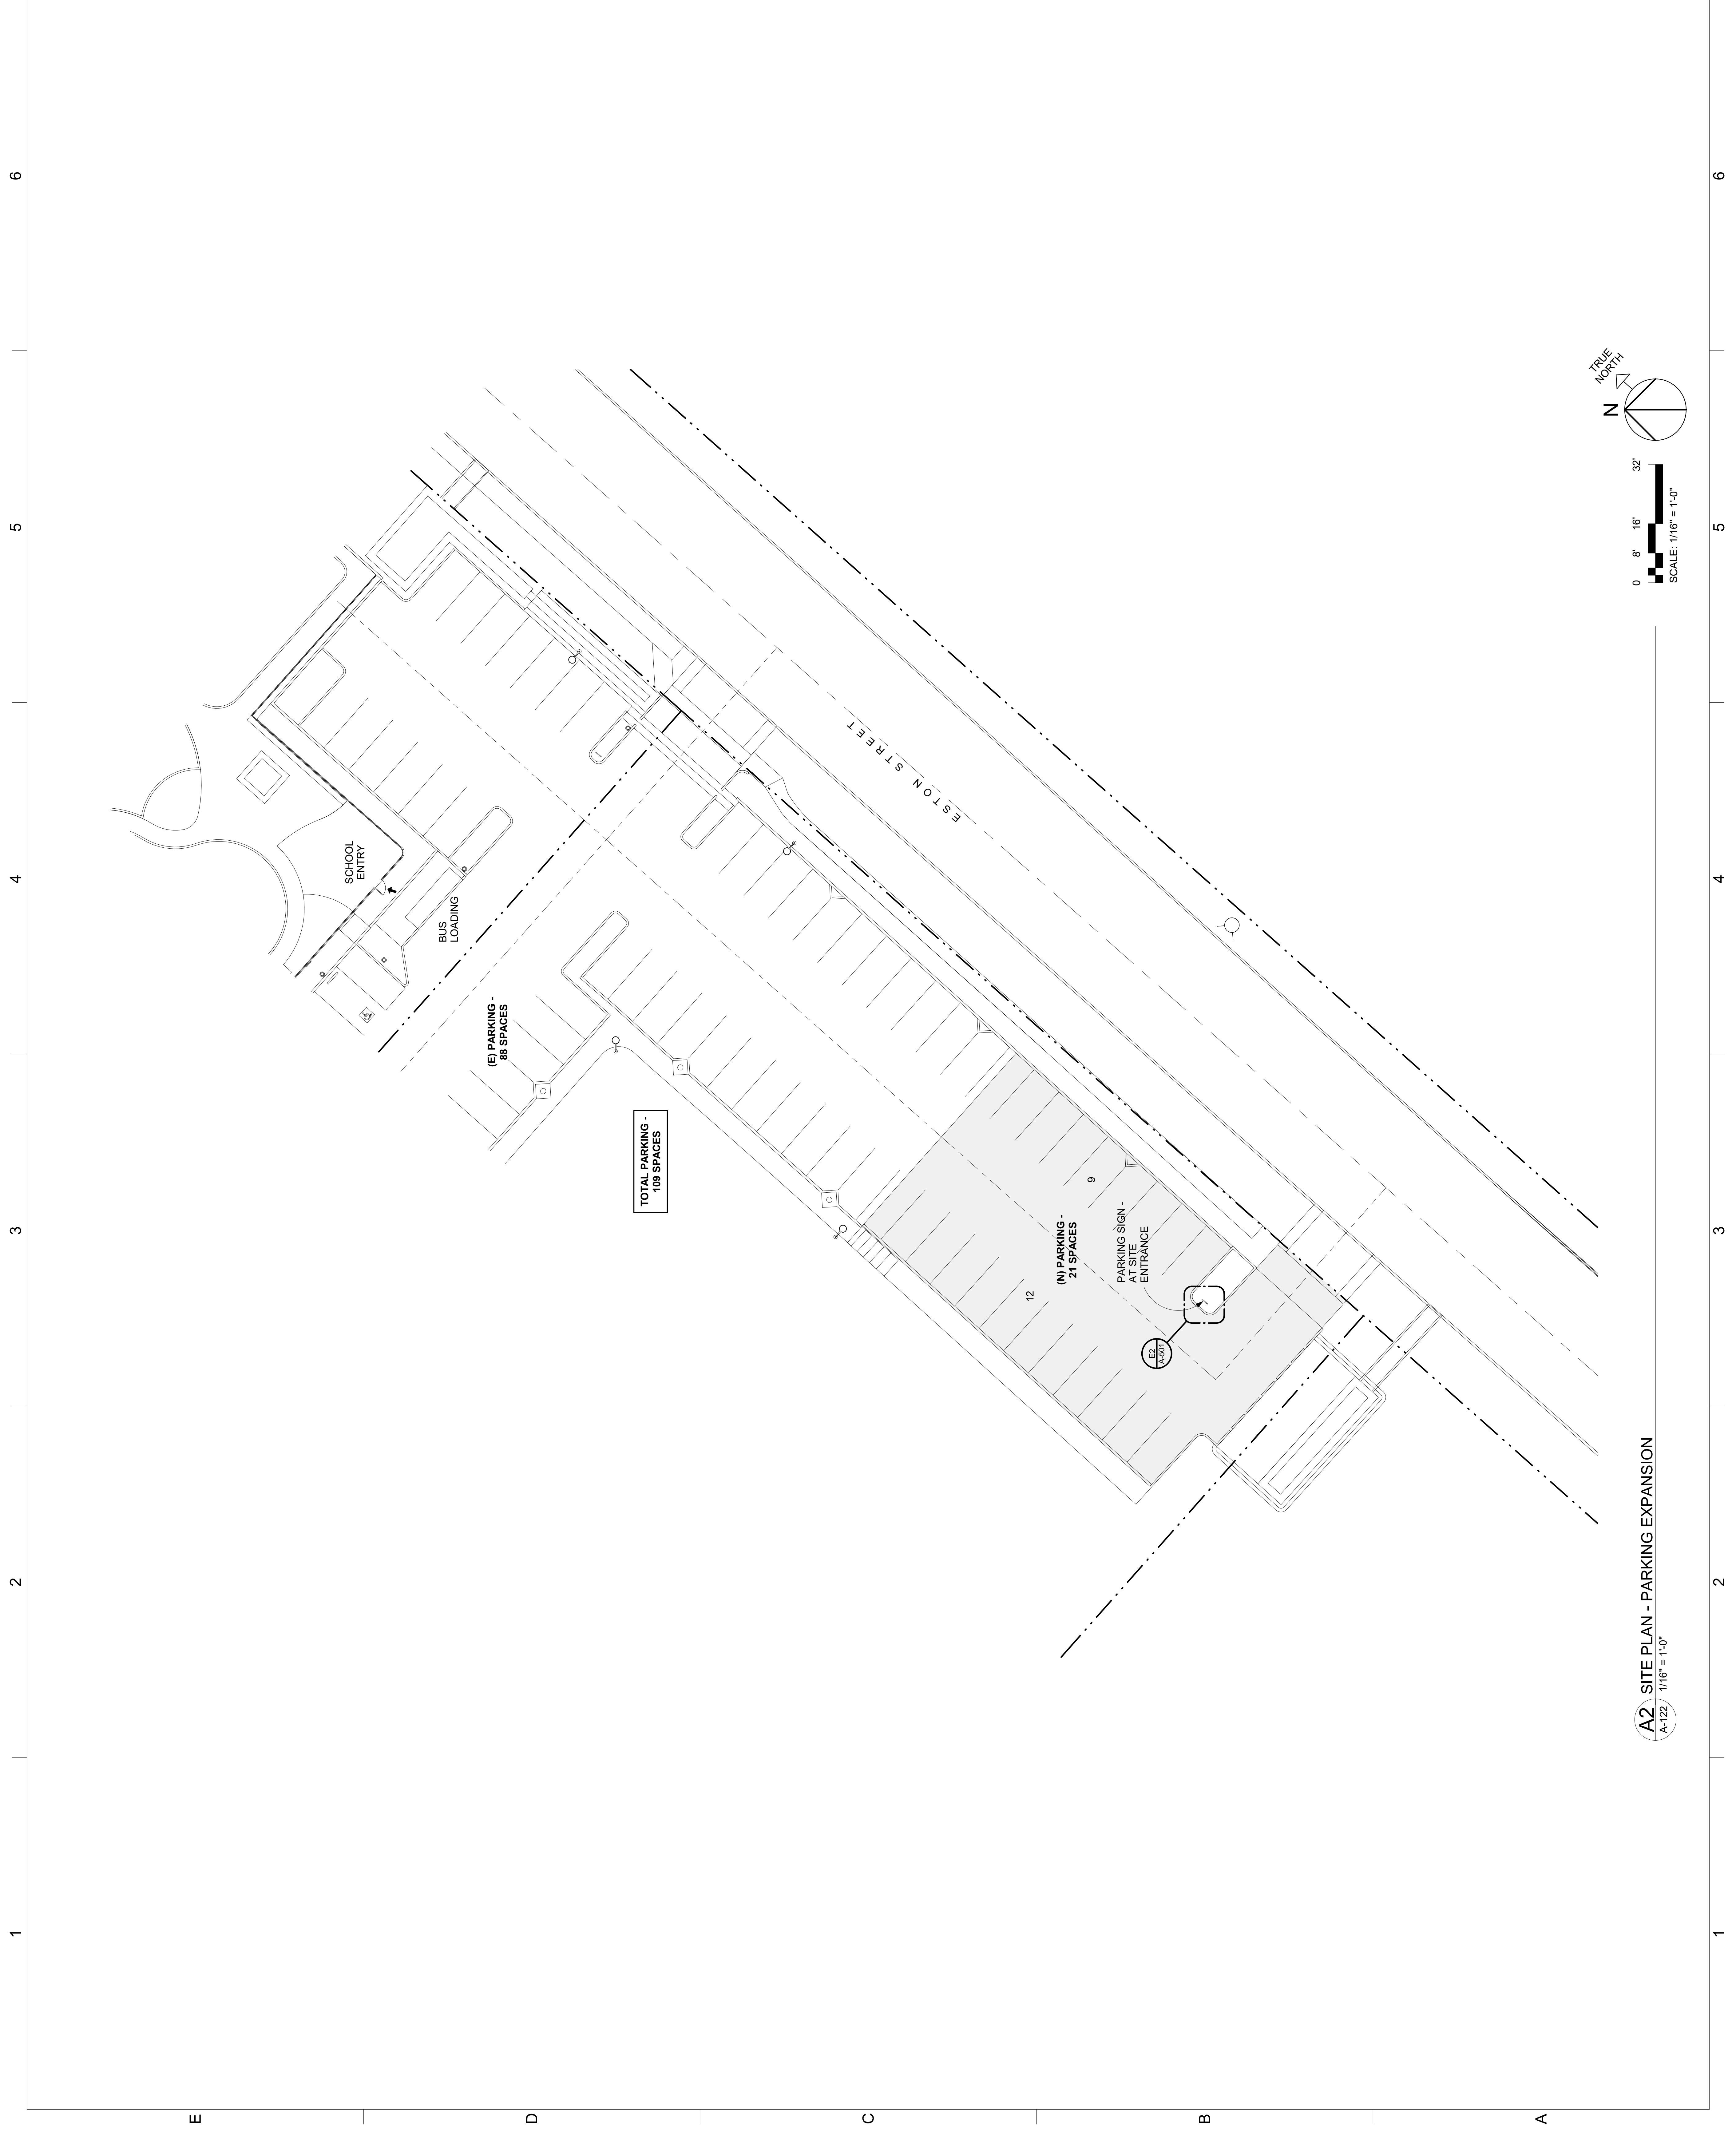 1
2
3
4
5
6
E
D
C
B
A
SCHOOL
ENTRY
BUS
LOADING
(E) PARKING -
88 SPACES
TOTAL PARKING -
109 SPACES
ESTON STREET
9
12
(N) PARKING -
21 SPACES
PARKING SIGN -
AT SITE
ENTRANCE
E2
A-501
A2
A-122
SITE PLAN - PARKING EXPANSION
1/16" = 1'-0"
0 8' 16' 32'
SCALE: 1/16" = 1'-0"
N
TRUE
NORTH
1
2
3
4
5
6